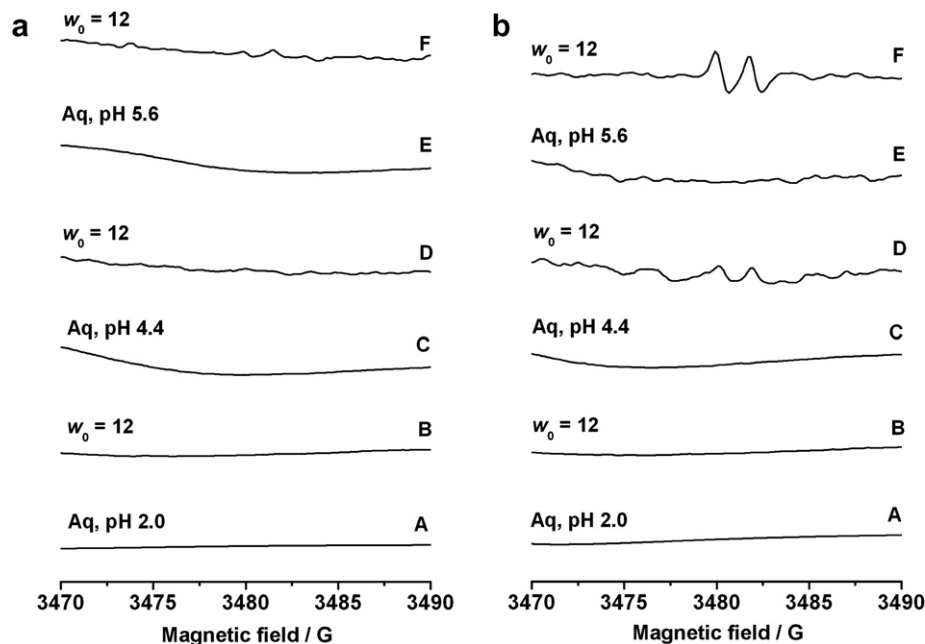 a
w₀ = 12
F
Aq, pH 5.6
E
w₀ = 12
D
Aq, pH 4.4
C
w₀ = 12
B
Aq, pH 2.0
A
3470 3475 3480 3485 3490
Magnetic field / G
b
w₀ = 12
F
Aq, pH 5.6
E
w₀ = 12
D
Aq, pH 4.4
C
w₀ = 12
B
Aq, pH 2.0
A
3470 3475 3480 3485 3490
Magnetic field / G